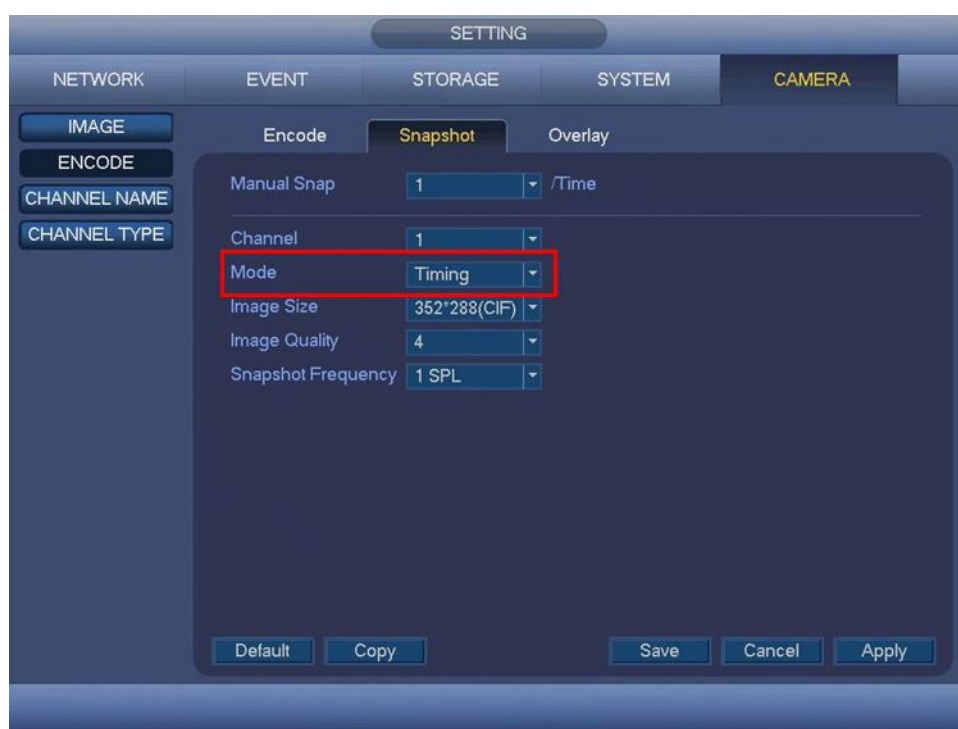 SETTING
NETWORK EVENT STORAGE SYSTEM CAMERA
IMAGE
ENCODE
CHANNEL NAME
CHANNEL TYPE
Encode Snapshot Overlay
Manual Snap 1 /Time
Channel 1
Mode Timing
Image Size 352*288(CIF)
Image Quality 4
Snapshot Frequency 1 SPL
Default Copy Save Cancel Apply